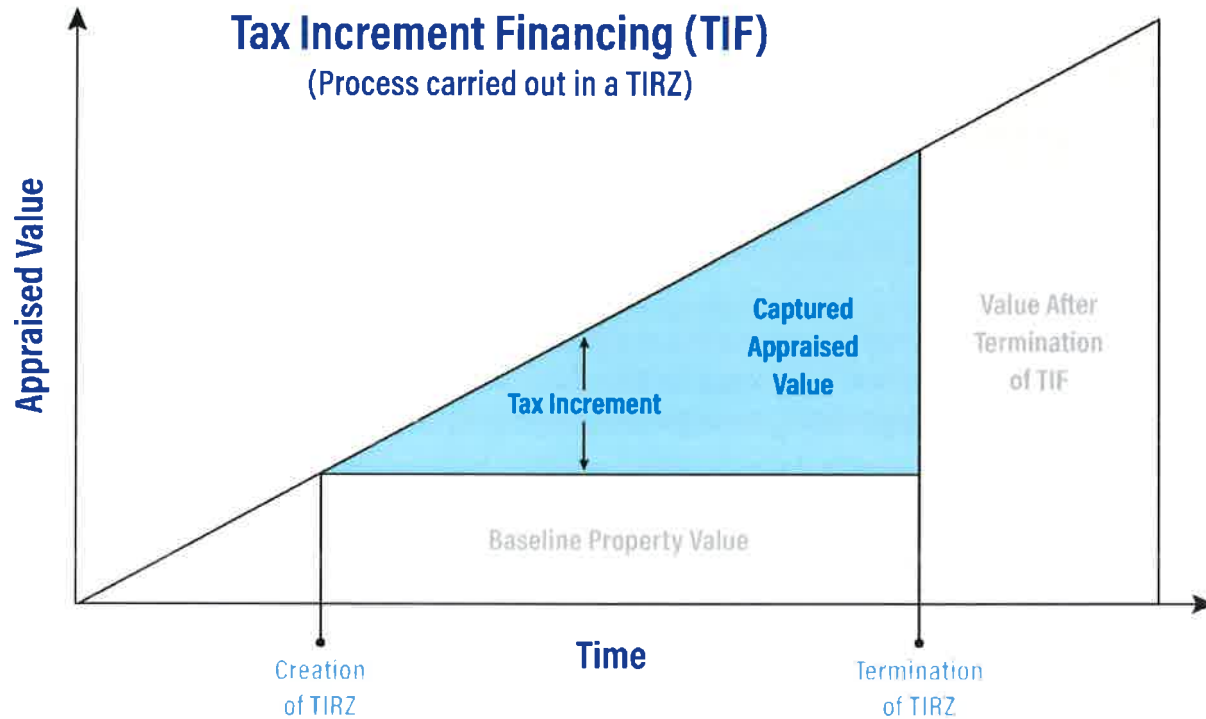 Tax Increment Financing (TIF)
(Process carried out in a TIRZ)
Appraised Value
Captured
Appraised
Value
Value After
Termination
of TIF
Tax Increment
Baseline Property Value
Time
Creation
of TIRZ
Termination
of TIRZ